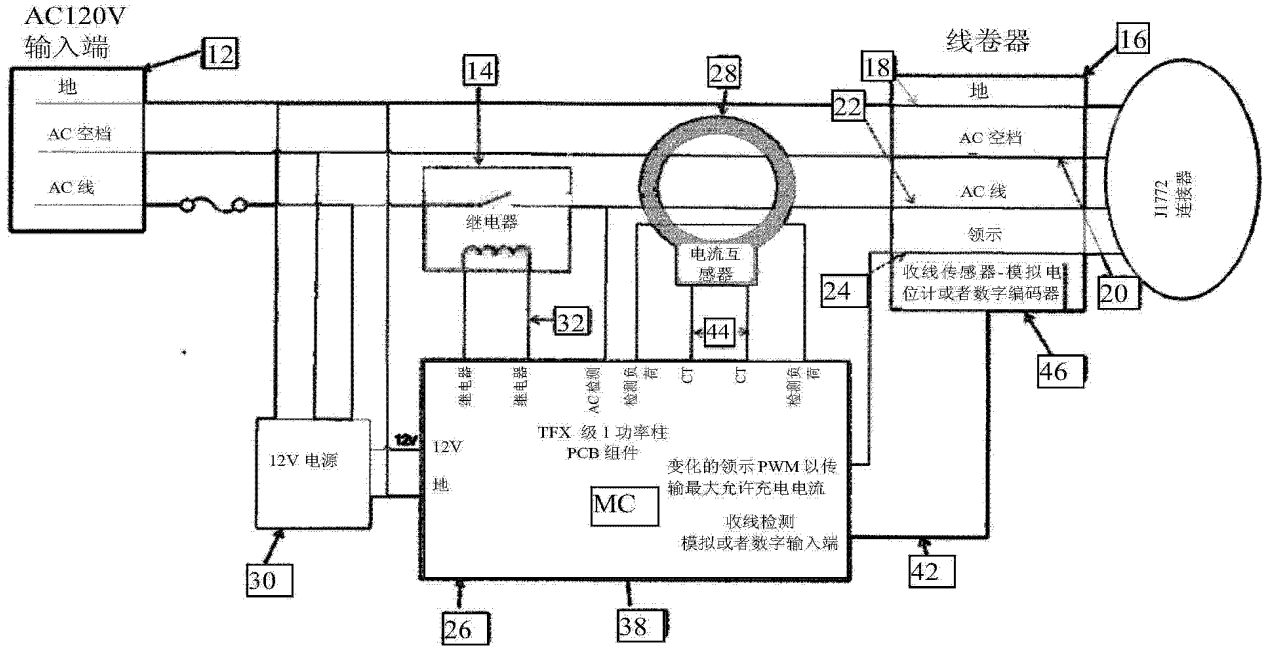 AC120V
输入端
12
地
AC 空档
AC 线
14
继电器
32
28
电流互
感器
44
线卷器
16
18
地
22
AC 空档
AC 线
领示
24
收线传感器-模拟电
位计或者数字编码器
20
46
J1772
连接器
12V 电源
30
12V
继电器
继电器
AC 检测
检测负
荷
CT
CT
检测负
荷
TFX 级 1 功率柱
PCB 组件
12V
地
MC
变化的领示 PWM 以传
输最大允许充电电流
收线检测
模拟或者数字输入端
42
26
38